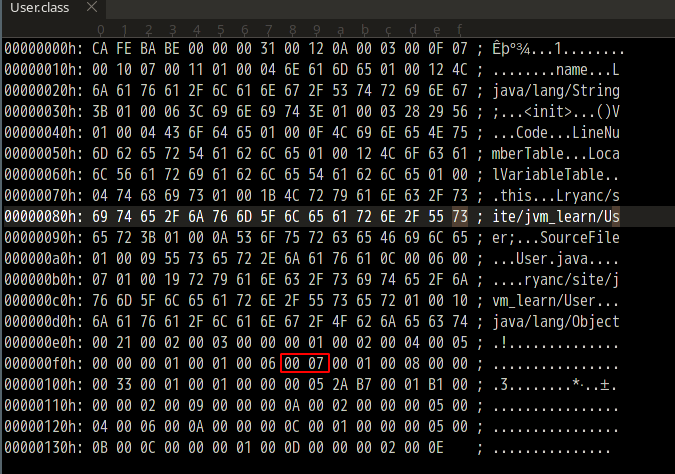 User.class ×
0 1 2 3 4 5 6 7 8 9 a b c d e f
00000000h: CA FE BA BE 00 00 00 31 00 12 0A 00 03 00 0F 07 ; Êþº¾...1........
00000010h: 00 10 07 00 11 01 00 04 6E 61 6D 65 01 00 12 4C ; ........name...L
00000020h: 6A 61 76 61 2F 6C 61 6E 67 2F 53 74 72 69 6E 67 ; java/lang/String
00000030h: 3B 01 00 06 3C 69 6E 69 74 3E 01 00 03 28 29 56 ; ;...<init>...()V
00000040h: 01 00 04 43 6F 64 65 01 00 0F 4C 69 6E 65 4E 75 ; ...Code...LineNu
00000050h: 6D 62 65 72 54 61 62 6C 65 01 00 12 4C 6F 63 61 ; mberTable...Loca
00000060h: 6C 56 61 72 69 61 62 6C 65 54 61 62 6C 65 01 00 ; lVariableTable..
00000070h: 04 74 68 69 73 01 00 1B 4C 72 79 61 6E 63 2F 73 ; .this...Lryanc/s
00000080h: 69 74 65 2F 6A 76 6D 5F 6C 65 61 72 6E 2F 55 73 ; ite/jvm_learn/Us
00000090h: 65 72 3B 01 00 0A 53 6F 75 72 63 65 46 69 6C 65 ; er;...SourceFile
000000a0h: 01 00 09 55 73 65 72 2E 6A 61 76 61 0C 00 06 00 ; ...User.java....
000000b0h: 07 01 00 19 72 79 61 6E 63 2F 73 69 74 65 2F 6A ; ....ryanc/site/j
000000c0h: 76 6D 5F 6C 65 61 72 6E 2F 55 73 65 72 01 00 10 ; vm_learn/User...
000000d0h: 6A 61 76 61 2F 6C 61 6E 67 2F 4F 62 6A 65 63 74 ; java/lang/Object
000000e0h: 00 21 00 02 00 03 00 00 00 01 00 02 00 04 00 05 ; .!..............
000000f0h: 00 00 00 01 00 01 00 06 00 07 00 01 00 08 00 00 ; ................
00000100h: 00 33 00 01 00 01 00 00 00 05 2A B7 00 01 B1 00 ; .3........*·..±.
00000110h: 00 00 02 00 09 00 00 00 0A 00 02 00 00 00 05 00 ; ................
00000120h: 04 00 06 00 0A 00 00 00 0C 00 01 00 00 00 05 00 ; ................
00000130h: 0B 00 0C 00 00 00 01 00 0D 00 00 00 02 00 0E ; ...............